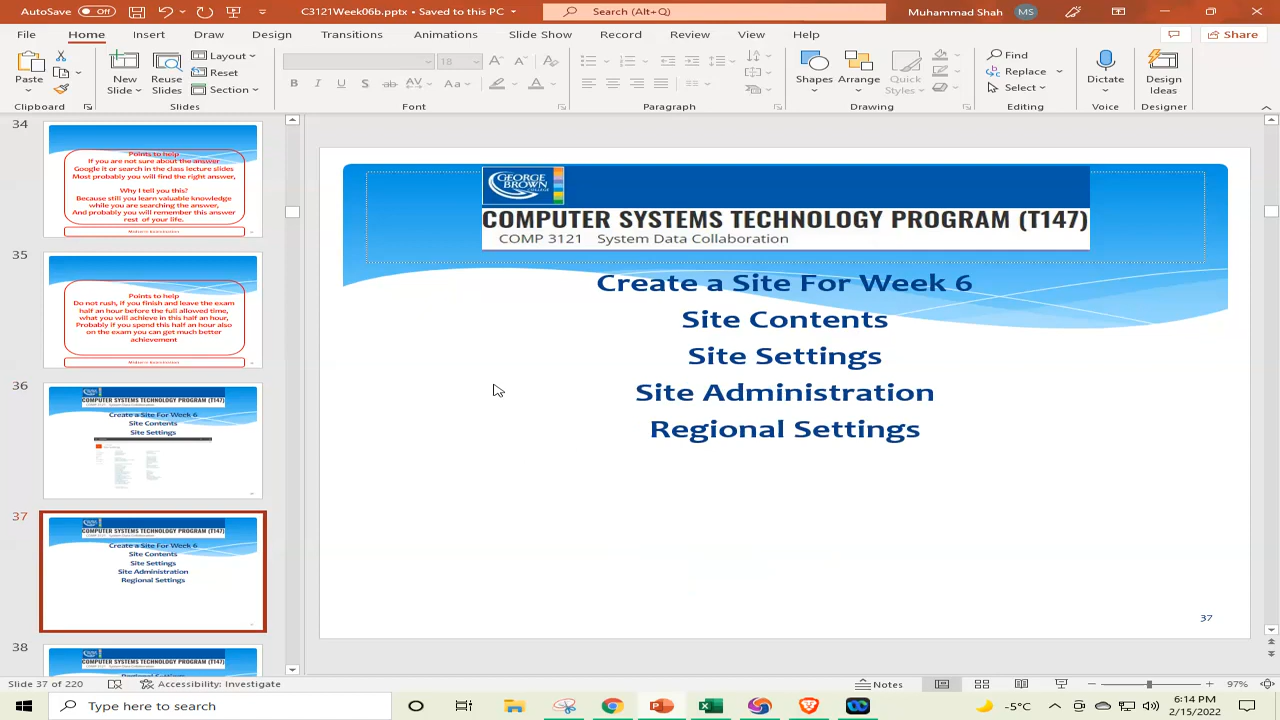 AutoSave Off C3121Week06b.pptx • Saved to this PC Search (Alt+Q) Muhammad Shah MS
File Home Insert Draw Design Transitions Animations Slide Show Record Review View Help Share
Paste New Slide Reuse Slides Layout Reset Section 18 Shapes Arrange Quick Styles Find Replace Select Dictate Design Ideas
Clipboard Slides Font Paragraph Drawing Editing Voice Designer
34
Points to help
If you are not sure about the answer
Google it or search in the class lecture slides
Most probably you will find the right answer,
Why I tell you this?
Because still you learn valuable knowledge
while you are searching the answer,
And probably you will remember this answer
rest of your life.
35
Points to help
Do not rush, if you finish and leave the exam
half an hour before the full allowed time,
what you will achieve in this half an hour,
Probably if you spend this half an hour also
on the exam you can get much better
achievement
36
COMPUTER SYSTEMS TECHNOLOGY PROGRAM (T147)
Create a Site For Week 6
Site Contents
Site Settings
37
COMPUTER SYSTEMS TECHNOLOGY PROGRAM (T147)
Create a Site For Week 6
Site Contents
Site Settings
Site Administration
Regional Settings
38
COMPUTER SYSTEMS TECHNOLOGY PROGRAM (T147)
GEORGE BROWN COLLEGE
COMPUTER SYSTEMS TECHNOLOGY PROGRAM (T147)
COMP 3121 System Data Collaboration
Create a Site For Week 6
Site Contents
Site Settings
Site Administration
Regional Settings
37
Slide 37 of 220 Accessibility: Investigate Notes 97%
Type here to search -5°C 6:14 PM
2/15/2022